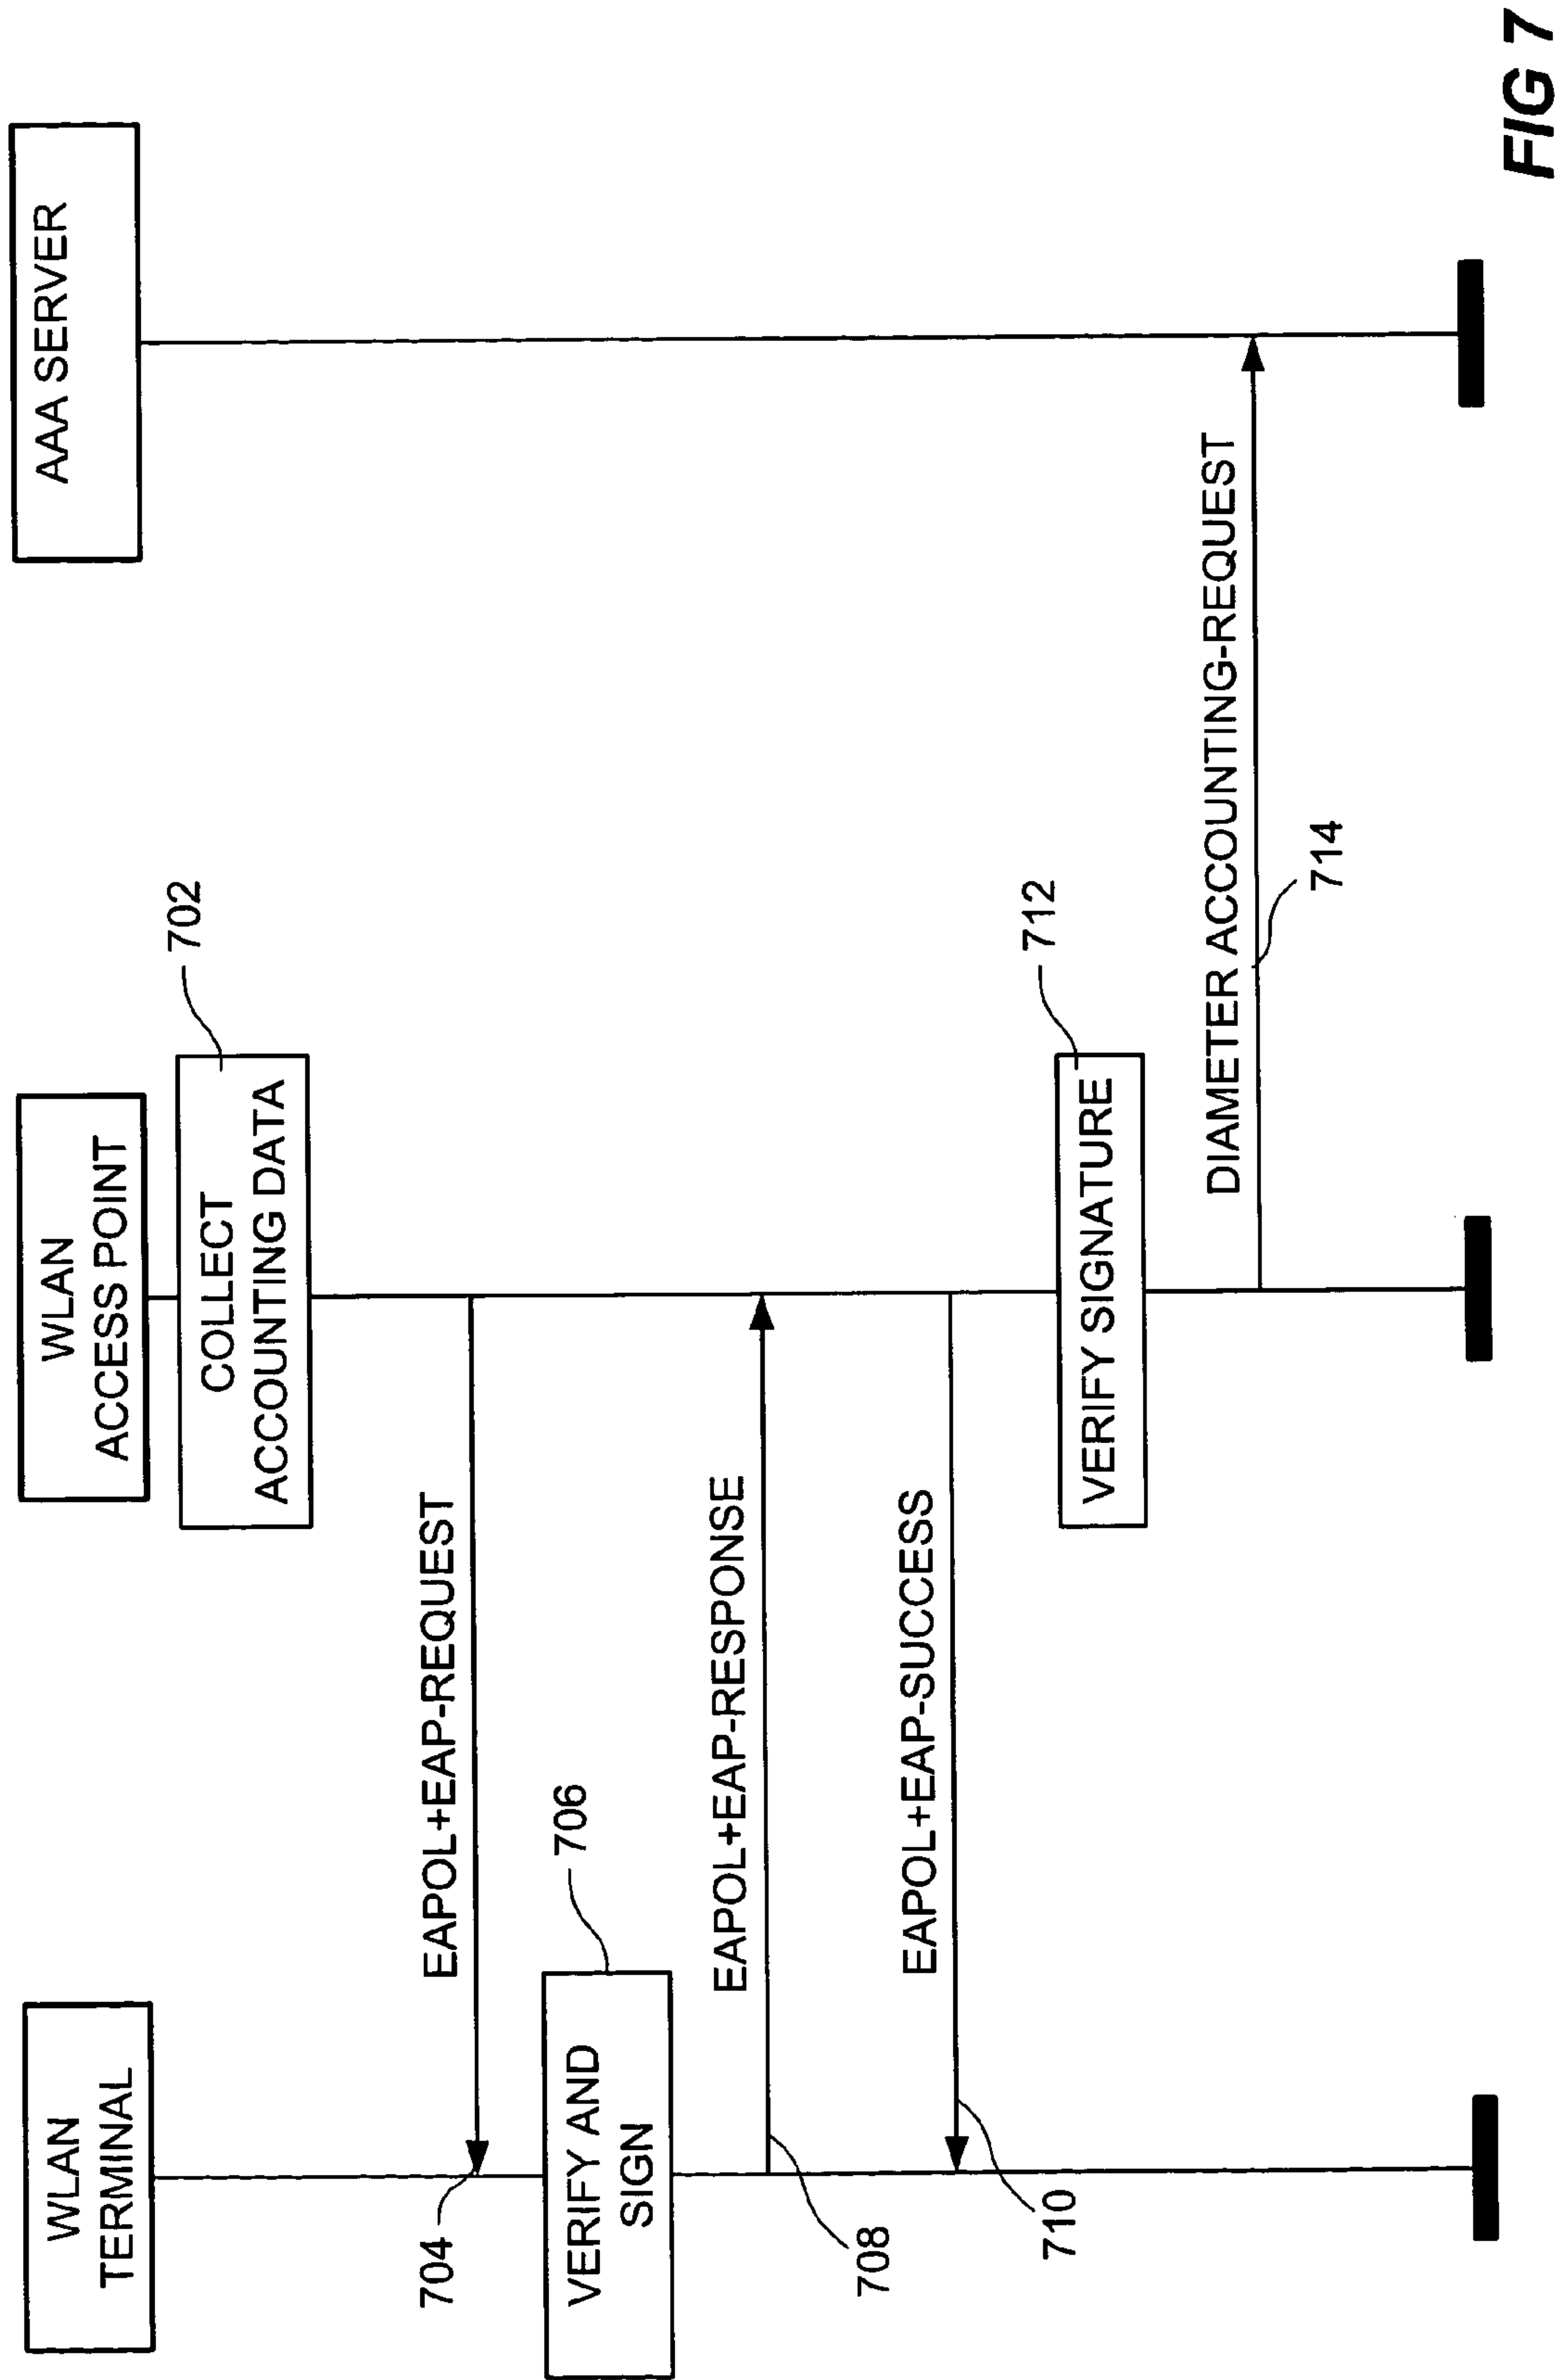 WLAN
TERMINAL
WLAN
ACCESS POINT
AAA SERVER
COLLECT
ACCOUNTING DATA
702
EAPOL+EAP-REQUEST
704
VERIFY AND
SIGN
706
EAPOL+EAP-RESPONSE
708
EAPOL+EAP-SUCCESS
710
VERIFY SIGNATURE
712
DIAMETER ACCOUNTING-REQUEST
714
FIG 7